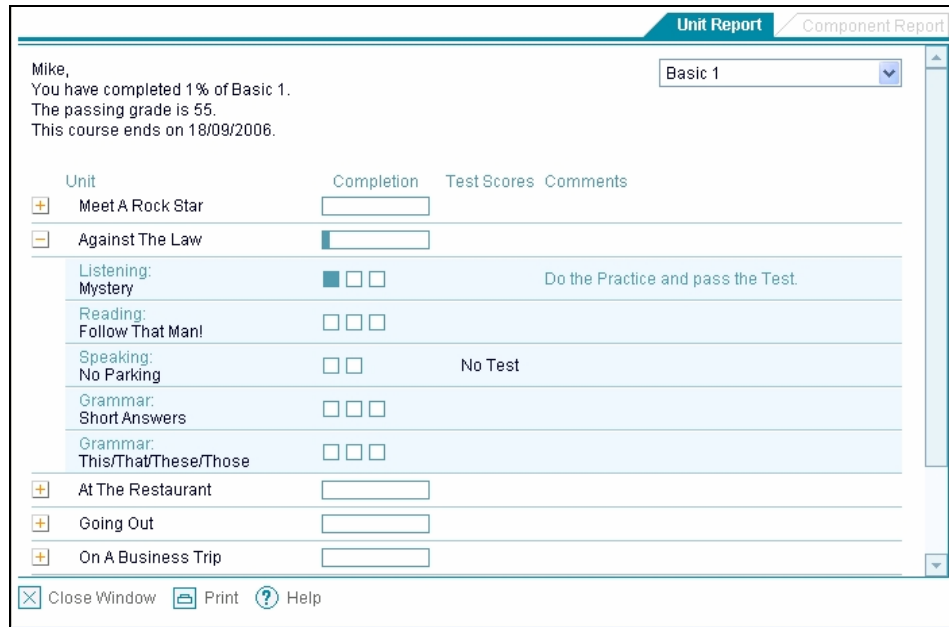 Unit Report
Component Report
Mike,
You have completed 1% of Basic 1.
The passing grade is 55.
This course ends on 18/09/2006.
Basic 1
Unit Completion Test Scores Comments
Meet A Rock Star
Against The Law
Listening:
Mystery
Do the Practice and pass the Test.
Reading:
Follow That Man!
Speaking:
No Parking
No Test
Grammar:
Short Answers
Grammar:
This/That/These/Those
At The Restaurant
Going Out
On A Business Trip
Close Window Print ? Help